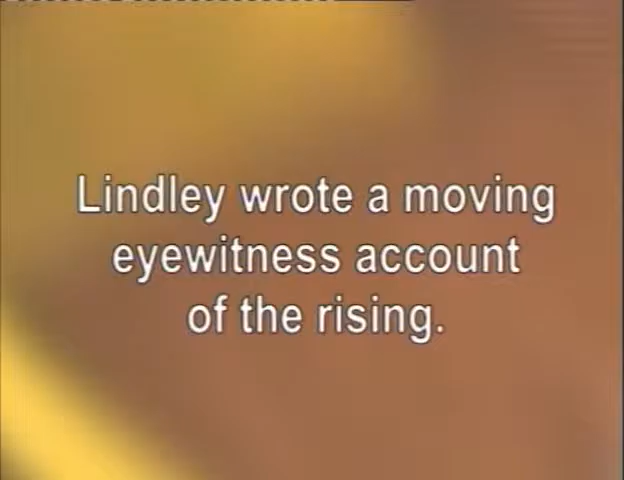 Lindley wrote a moving
eyewitness account
of the rising.